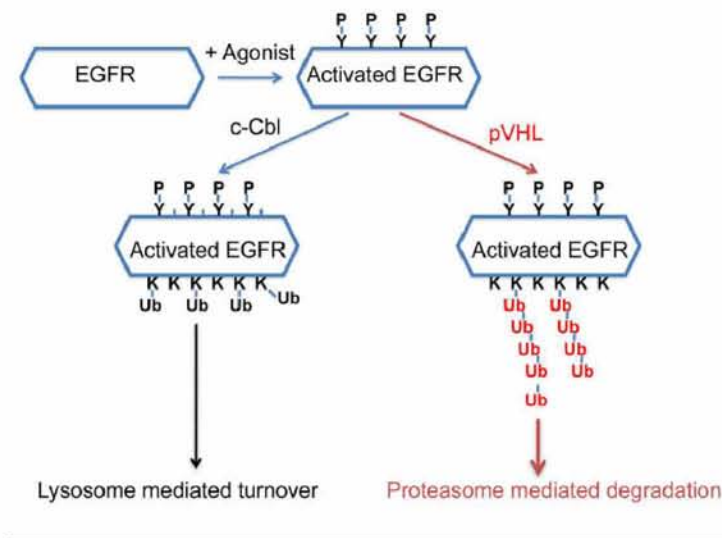 P P P P
Y Y Y Y
+ Agonist
EGFR
Activated EGFR
c-Cbl
pVHL
P P P P
Y Y Y Y
Activated EGFR
K K K K K K
Ub Ub Ub Ub
P P P P
Y Y Y Y
Activated EGFR
K K K K K K
Ub Ub
Ub Ub
Ub Ub
Ub Ub
Ub
Lysosome mediated turnover
Proteasome mediated degradation